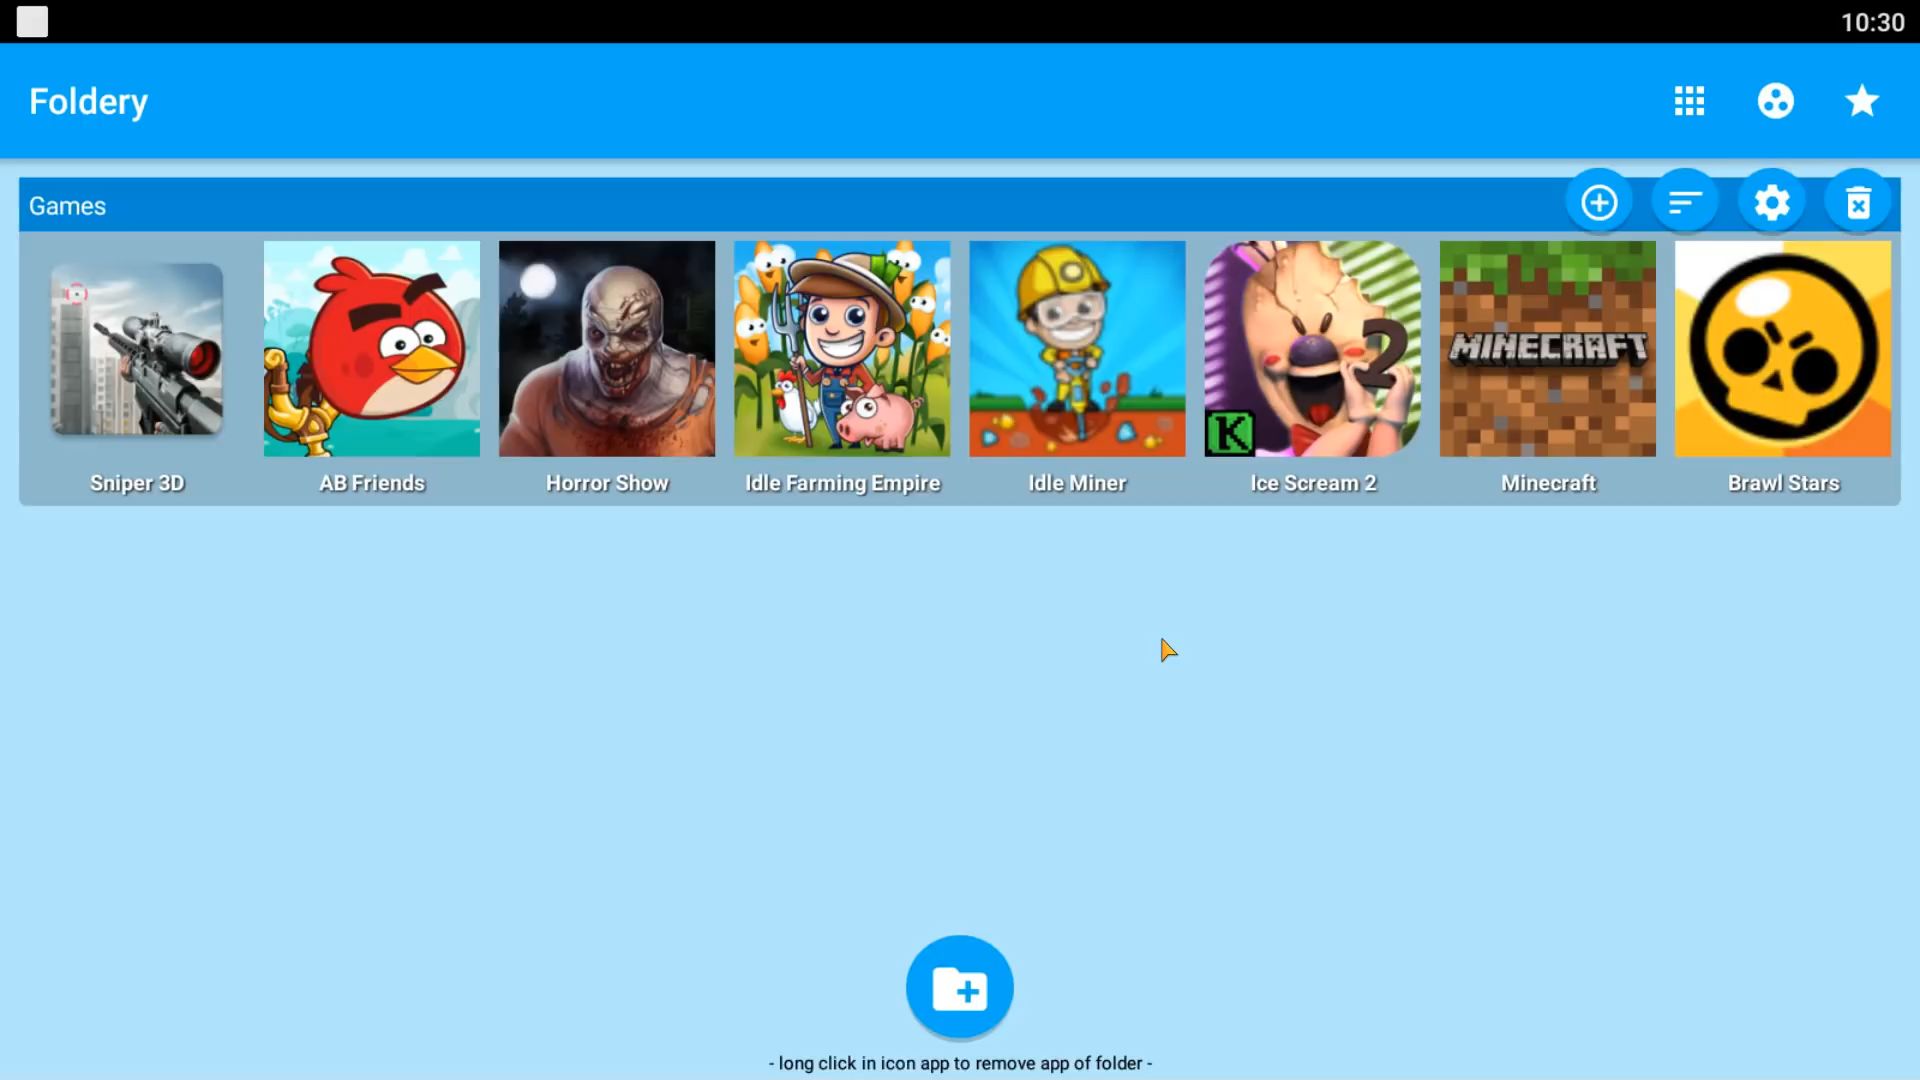 10:30
Foldery
Games
2
K
MINECRAFT
Sniper 3D
AB Friends
Horror Show
Idle Farming Empire
Idle Miner
Ice Scream 2
Minecraft
Brawl Stars
- long click in icon app to remove app of folder -